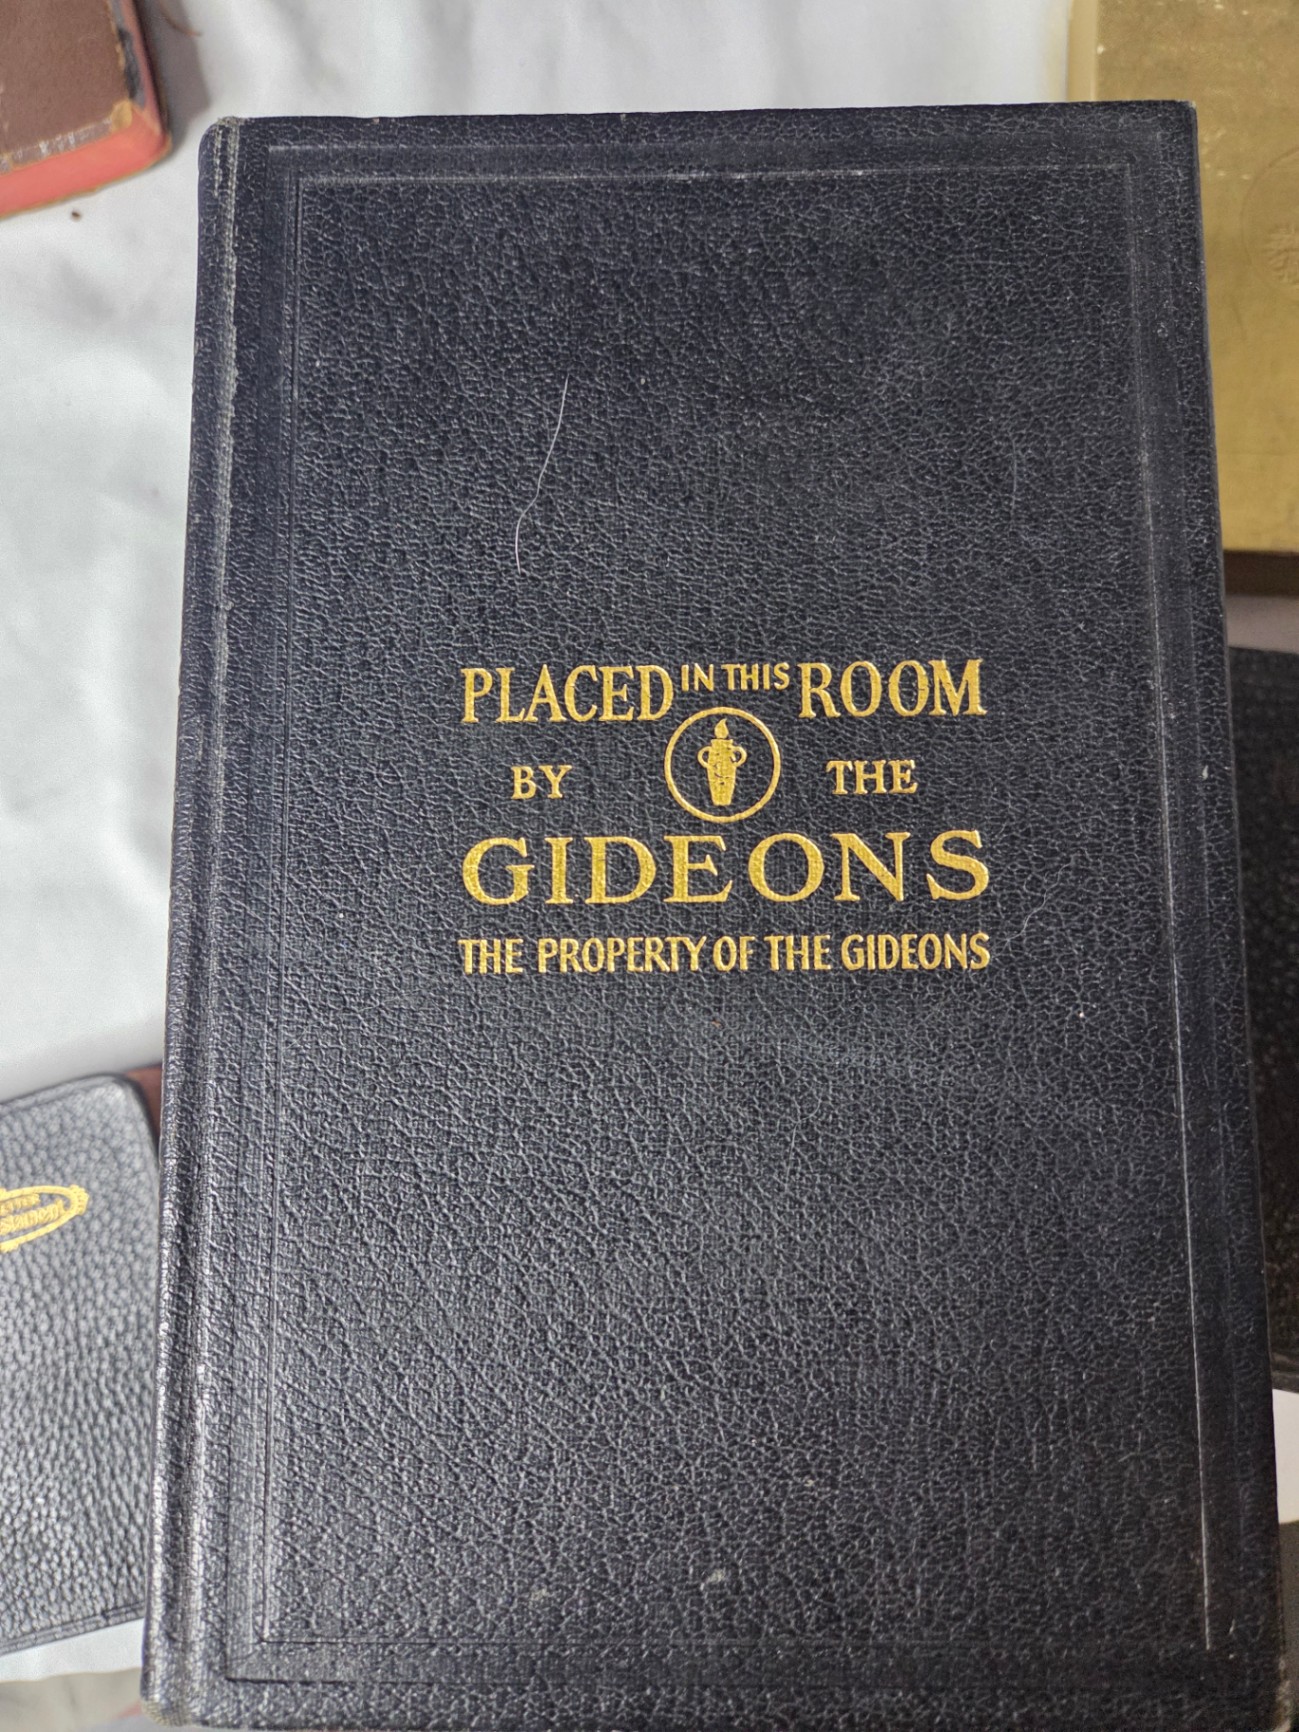 PLACED IN THIS ROOM
BY THE
GIDEONS
THE PROPERTY OF THE GIDEONS